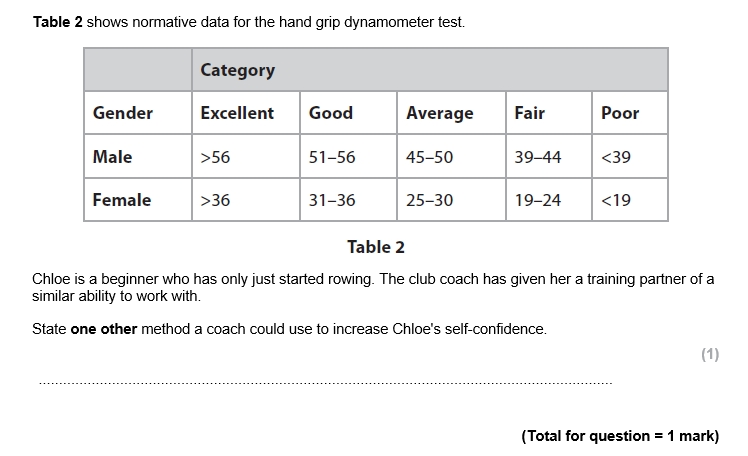 Table 2 shows normative data for the hand grip dynamometer test.
Category
Gender Excellent Good Average Fair Poor
Male >56 51–56 45–50 39–44 <39
Female >36 31–36 25–30 19–24 <19
Table 2
Chloe is a beginner who has only just started rowing. The club coach has given her a training partner of a
similar ability to work with.
State one other method a coach could use to increase Chloe's self-confidence.
(1)
(Total for question = 1 mark)